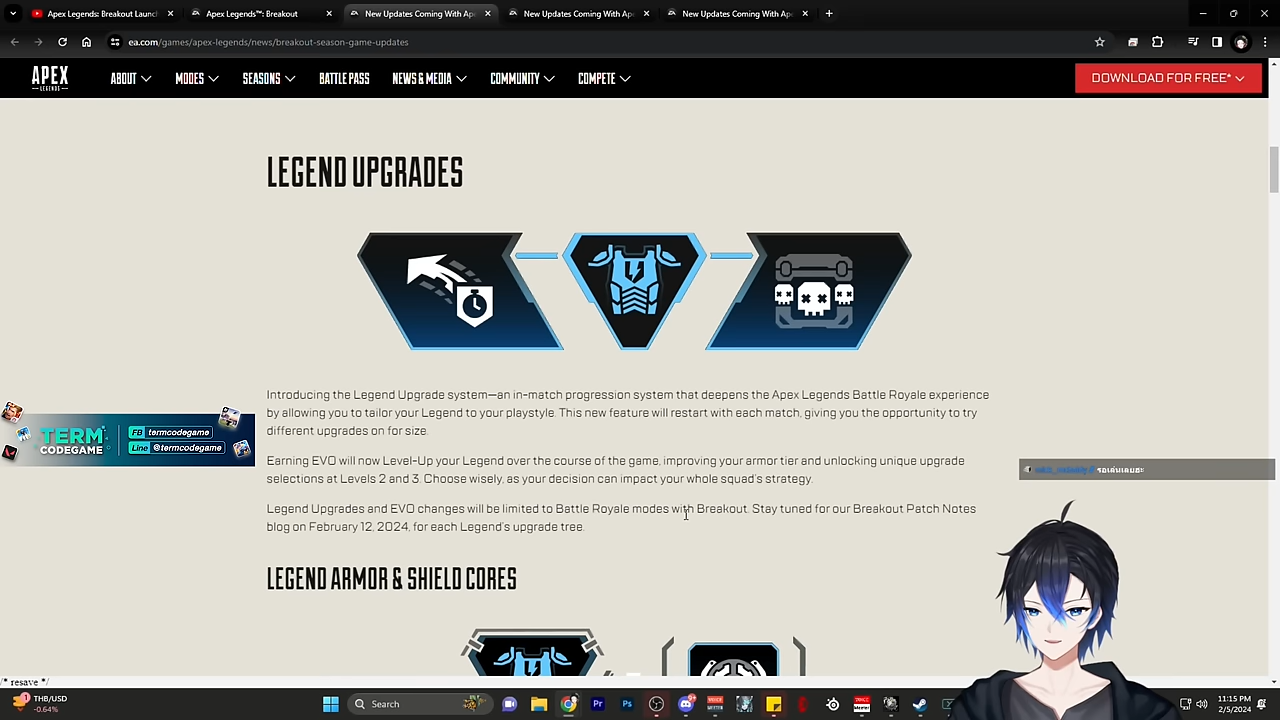 Apex Legends: Breakout Launch
Apex Legends™: Breakout
New Updates Coming With Ape
New Updates Coming With Ape
New Updates Coming With Ape
ea.com/games/apex-legends/news/breakout-season-game-updates
APEX
LEGENDS
ABOUT
MODES
SEASONS
BATTLE PASS
NEWS & MEDIA
COMMUNITY
COMPETE
DOWNLOAD FOR FREE*
LEGEND UPGRADES
Introducing the Legend Upgrade system—an in-match progression system that deepens the Apex Legends Battle Royale experience
by allowing you to tailor your Legend to your playstyle. This new feature will restart with each match, giving you the opportunity to try
different upgrades on for size.
TERM
CODEGAME
FB termcodegame
Line @termcodegame
Earning EVO will now Level-Up your Legend over the course of the game, improving your armor tier and unlocking unique upgrade
selections at Levels 2 and 3. Choose wisely, as your decision can impact your whole squad's strategy.
Legend Upgrades and EVO changes will be limited to Battle Royale modes with Breakout. Stay tuned for our Breakout Patch Notes
blog on February 12, 2024, for each Legend's upgrade tree.
LEGEND ARMOR & SHIELD CORES
/* resave */
THB/USD
-0.64%
Search
11:15 PM
2/5/2024